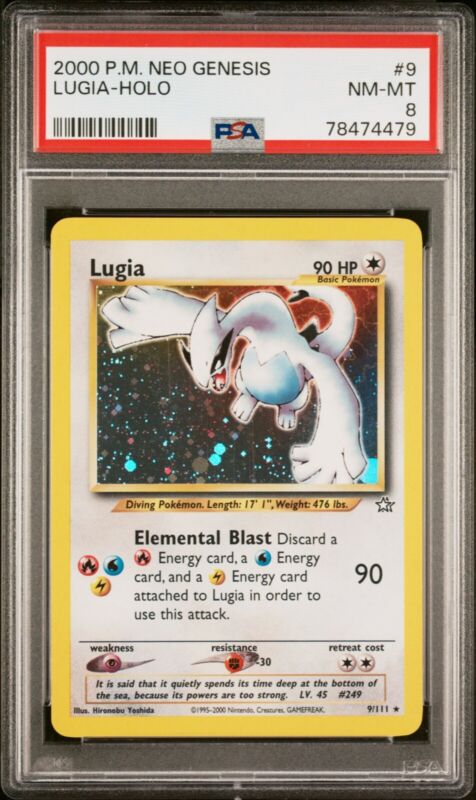 2000 P.M. NEO GENESIS #9
LUGIA-HOLO NM-MT
PSA 8
78474479
Lugia 90 HP
Basic Pokémon
Diving Pokémon. Length: 17' 1", Weight: 476 lbs.
Elemental Blast Discard a
Energy card, a Energy
card, and a Energy card
attached to Lugia in order to
use this attack.
90
weakness resistance retreat cost
-30
It is said that it quietly spends its time deep at the bottom of
the sea, because its powers are too strong. LV. 45 #249
Illus. Hironobu Yoshida ©1995-2000 Nintendo, Creatures, GAMEFREAK. 9/111 ★
PSA